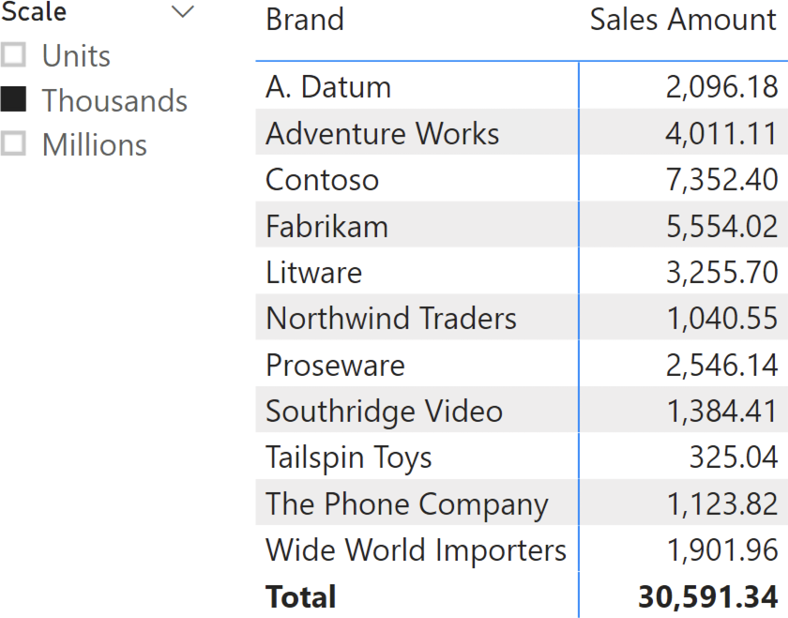 Scale
Units
Thousands
Millions
Brand Sales Amount
A. Datum 2,096.18
Adventure Works 4,011.11
Contoso 7,352.40
Fabrikam 5,554.02
Litware 3,255.70
Northwind Traders 1,040.55
Proseware 2,546.14
Southridge Video 1,384.41
Tailspin Toys 325.04
The Phone Company 1,123.82
Wide World Importers 1,901.96
Total 30,591.34